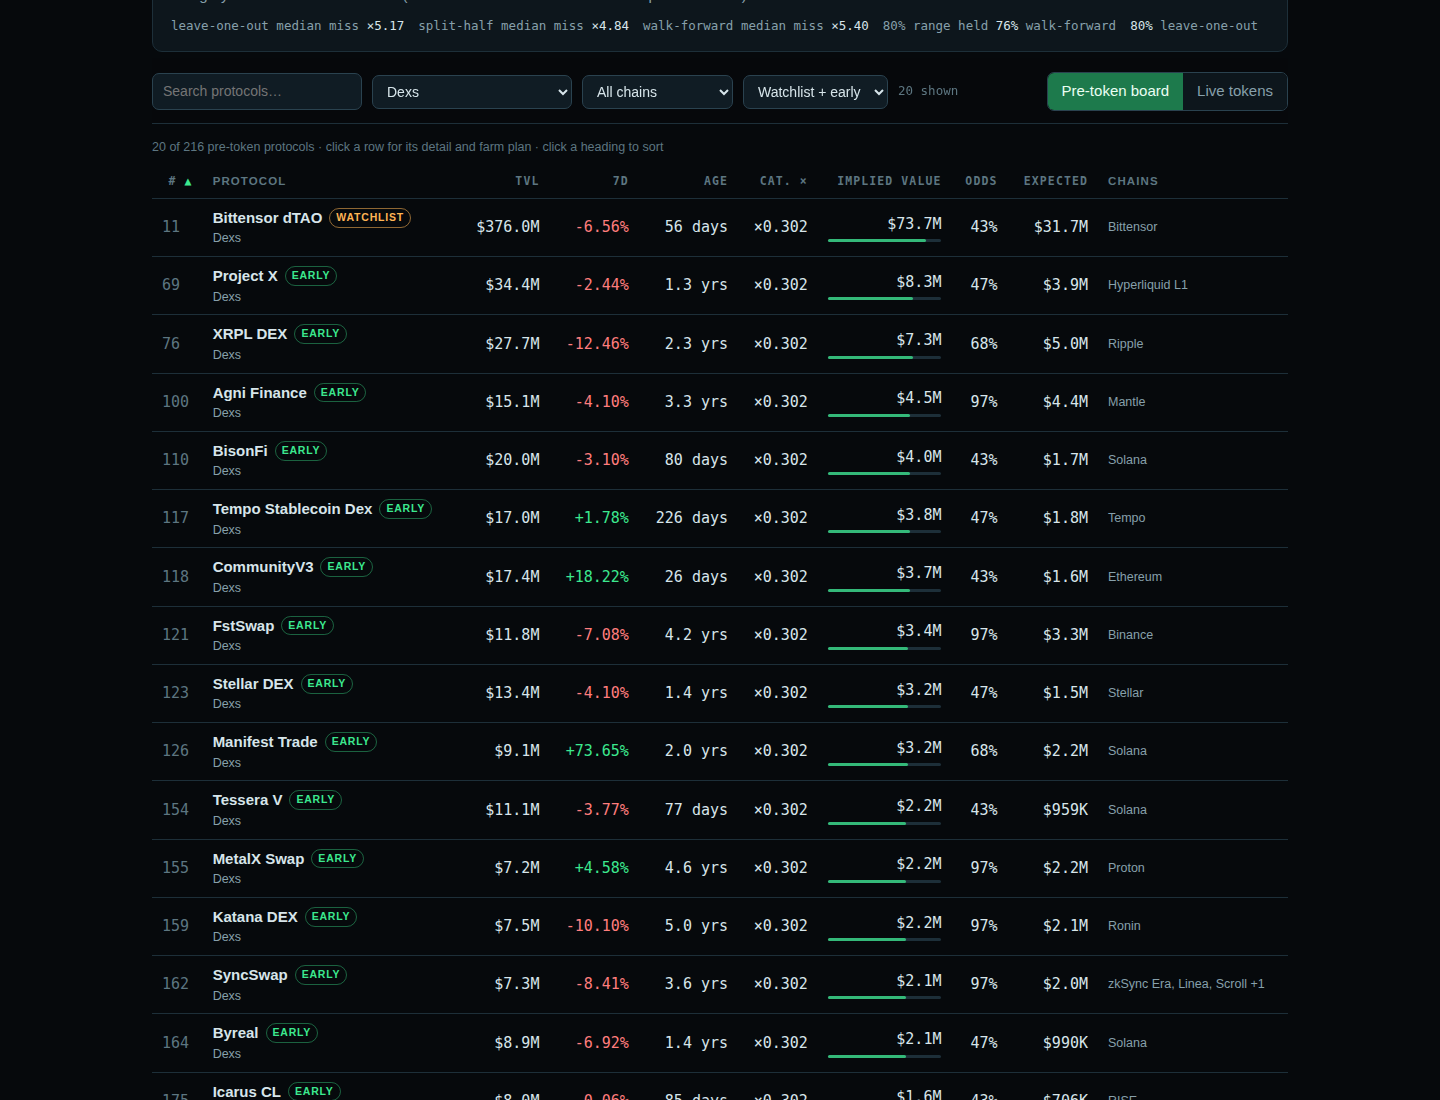 leave-one-out median miss ×5.17 split-half median miss ×4.84 walk-forward median miss ×5.40 80% range held 76% walk-forward 80% leave-one-out
Search protocols… Dexs All chains Watchlist + early 20 shown Pre-token board Live tokens
20 of 216 pre-token protocols · click a row for its detail and farm plan · click a heading to sort
# ▲ PROTOCOL TVL 7D AGE CAT. × IMPLIED VALUE ODDS EXPECTED CHAINS
11 Bittensor dTAO WATCHLIST $376.0M -6.56% 56 days ×0.302 $73.7M 43% $31.7M Bittensor
Dexs
69 Project X EARLY $34.4M -2.44% 1.3 yrs ×0.302 $8.3M 47% $3.9M Hyperliquid L1
Dexs
76 XRPL DEX EARLY $27.7M -12.46% 2.3 yrs ×0.302 $7.3M 68% $5.0M Ripple
Dexs
100 Agni Finance EARLY $15.1M -4.10% 3.3 yrs ×0.302 $4.5M 97% $4.4M Mantle
Dexs
110 BisonFi EARLY $20.0M -3.10% 80 days ×0.302 $4.0M 43% $1.7M Solana
Dexs
117 Tempo Stablecoin Dex EARLY $17.0M +1.78% 226 days ×0.302 $3.8M 47% $1.8M Tempo
Dexs
118 CommunityV3 EARLY $17.4M +18.22% 26 days ×0.302 $3.7M 43% $1.6M Ethereum
Dexs
121 FstSwap EARLY $11.8M -7.08% 4.2 yrs ×0.302 $3.4M 97% $3.3M Binance
Dexs
123 Stellar DEX EARLY $13.4M -4.10% 1.4 yrs ×0.302 $3.2M 47% $1.5M Stellar
Dexs
126 Manifest Trade EARLY $9.1M +73.65% 2.0 yrs ×0.302 $3.2M 68% $2.2M Solana
Dexs
154 Tessera V EARLY $11.1M -3.77% 77 days ×0.302 $2.2M 43% $959K Solana
Dexs
155 MetalX Swap EARLY $7.2M +4.58% 4.6 yrs ×0.302 $2.2M 97% $2.2M Proton
Dexs
159 Katana DEX EARLY $7.5M -10.10% 5.0 yrs ×0.302 $2.2M 97% $2.1M Ronin
Dexs
162 SyncSwap EARLY $7.3M -8.41% 3.6 yrs ×0.302 $2.1M 97% $2.0M zkSync Era, Linea, Scroll +1
Dexs
164 Byreal EARLY $8.9M -6.92% 1.4 yrs ×0.302 $2.1M 47% $990K Solana
Dexs
175 Icarus CL EARLY $8.0M 85 days ×0.302 $1.6M 43% $706K RISE